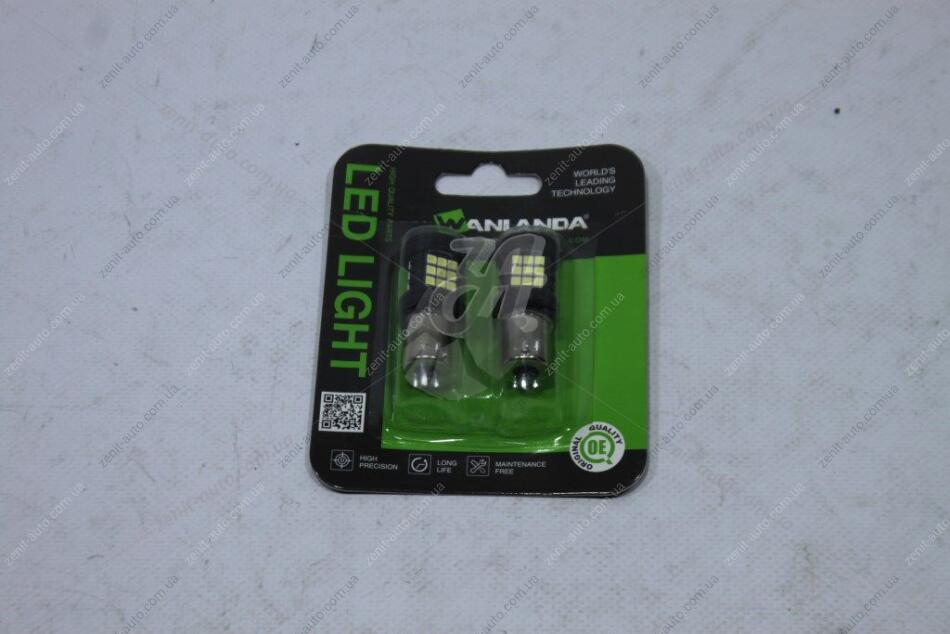 WORLD'S
LEADING
TECHNOLOGY
WANLANDA®
LED LIGHT
HIGH QUALITY PARTS
HIGH
PRECISION
LONG
LIFE
MAINTENANCE
FREE
ORIGINAL QUALITY
OE
zenit-auto.com.ua